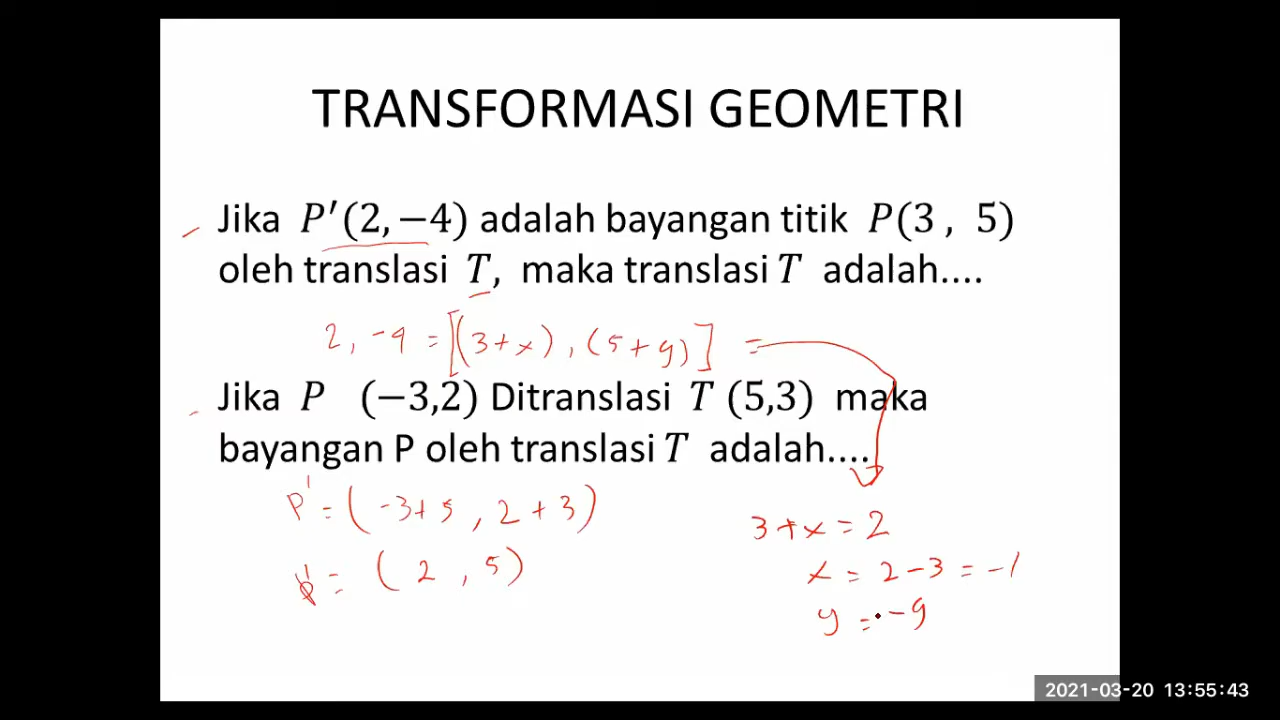 TRANSFORMASI GEOMETRI
Jika P′(2, −4) adalah bayangan titik P(3 , 5)
oleh translasi T, maka translasi T adalah....
2, -4 = [(3+x), (5+y)] =
Jika P (−3,2) Ditranslasi T (5,3) maka
bayangan P oleh translasi T adalah....
P' = (-3+5, 2+3)
P' = (2, 5)
3+x = 2
x = 2-3 = -1
y = -9
2021-03-20 13:55:43